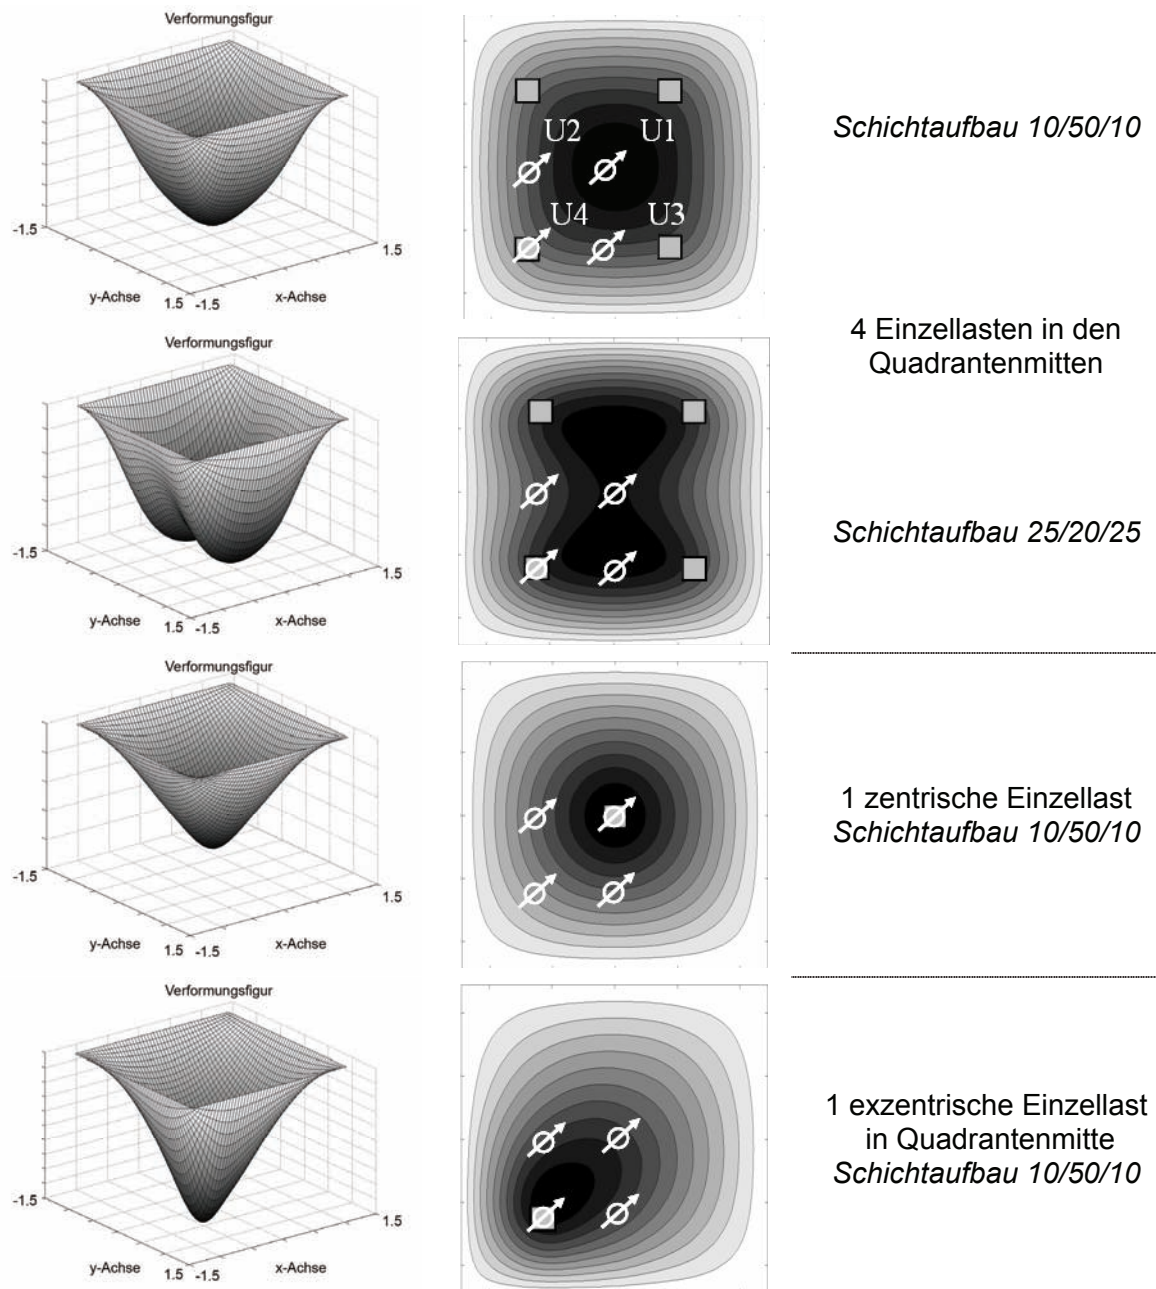 Verformungsfigur
-1.5
y-Achse
1.5
-1.5
x-Achse
1.5
U2
U1
U4
U3
Schichtaufbau 10/50/10
4 Einzellasten in den
Quadrantenmitten
Verformungsfigur
-1.5
y-Achse
1.5
-1.5
x-Achse
1.5
Schichtaufbau 25/20/25
Verformungsfigur
-1.5
y-Achse
1.5
-1.5
x-Achse
1.5
1 zentrische Einzellast
Schichtaufbau 10/50/10
Verformungsfigur
-1.5
y-Achse
1.5
-1.5
x-Achse
1.5
1 exzentrische Einzellast
in Quadrantenmitte
Schichtaufbau 10/50/10